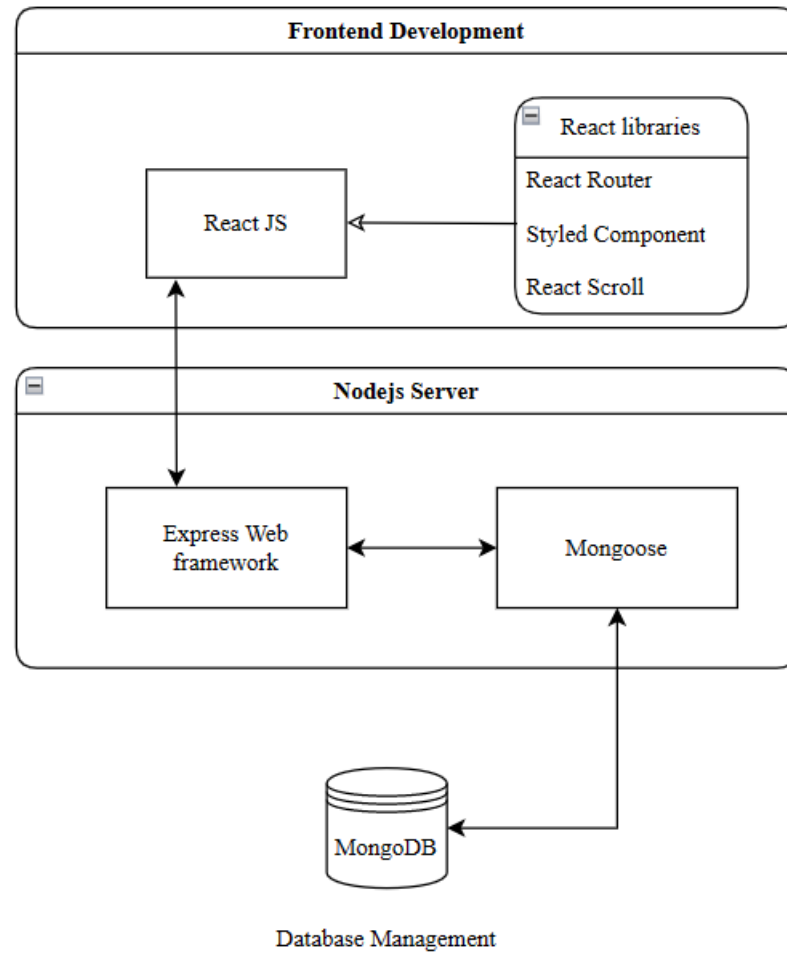 Frontend Development
React libraries
React Router
Styled Component
React Scroll
React JS
Nodejs Server
Express Web
framework
Mongoose
MongoDB
Database Management